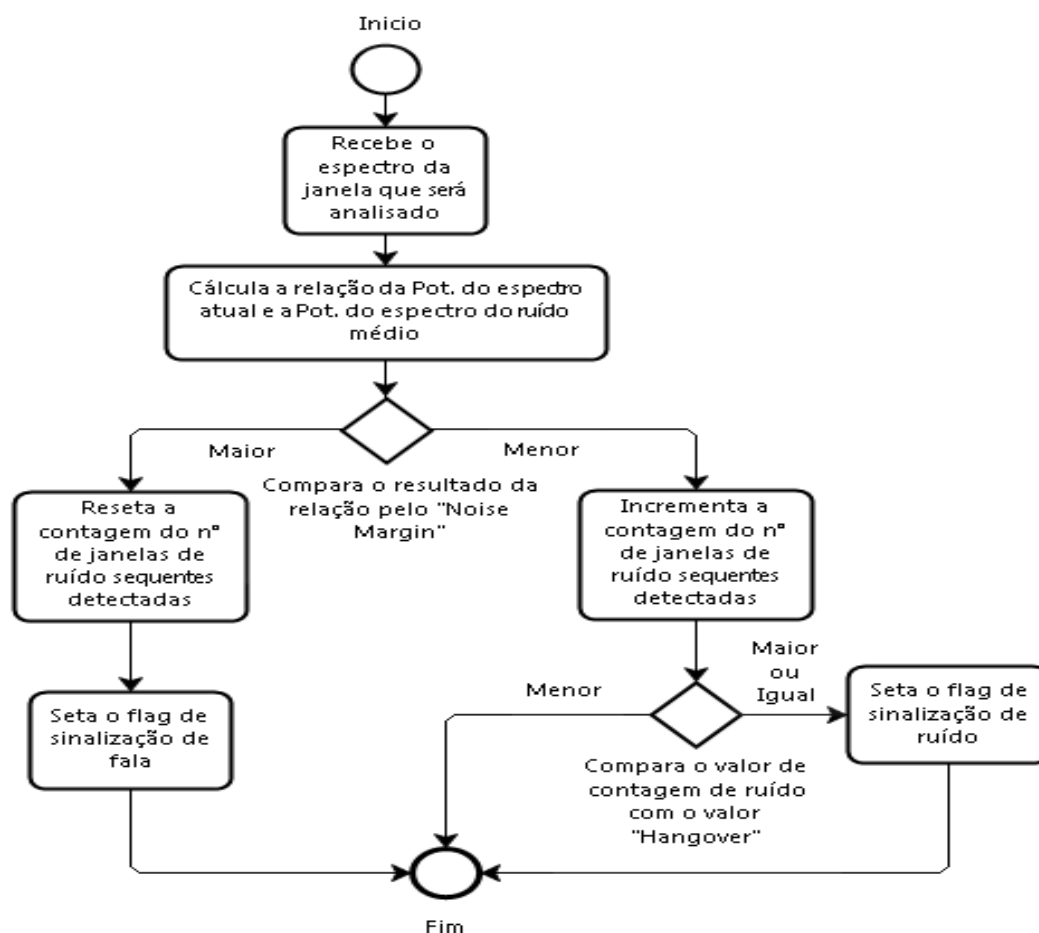 Inicio
Recebe o
espectro da
janela que será
analisado
Cálcula a relação da Pot. do espectro
atual e a Pot. do espectro do ruído
médio
Maior
Menor
Compara o resultado da
relação pelo "Noise
Margin"
Reseta a
contagem do n°
de janelas de
ruído sequentes
detectadas
Incrementa a
contagem do n°
de janelas de
ruído sequentes
detectadas
Seta o flag de
sinalização de
fala
Menor
Maior
ou
Igual
Seta o flag de
sinalização de
ruído
Compara o valor de
contagem de ruído
com o valor
"Hangover"
Fim